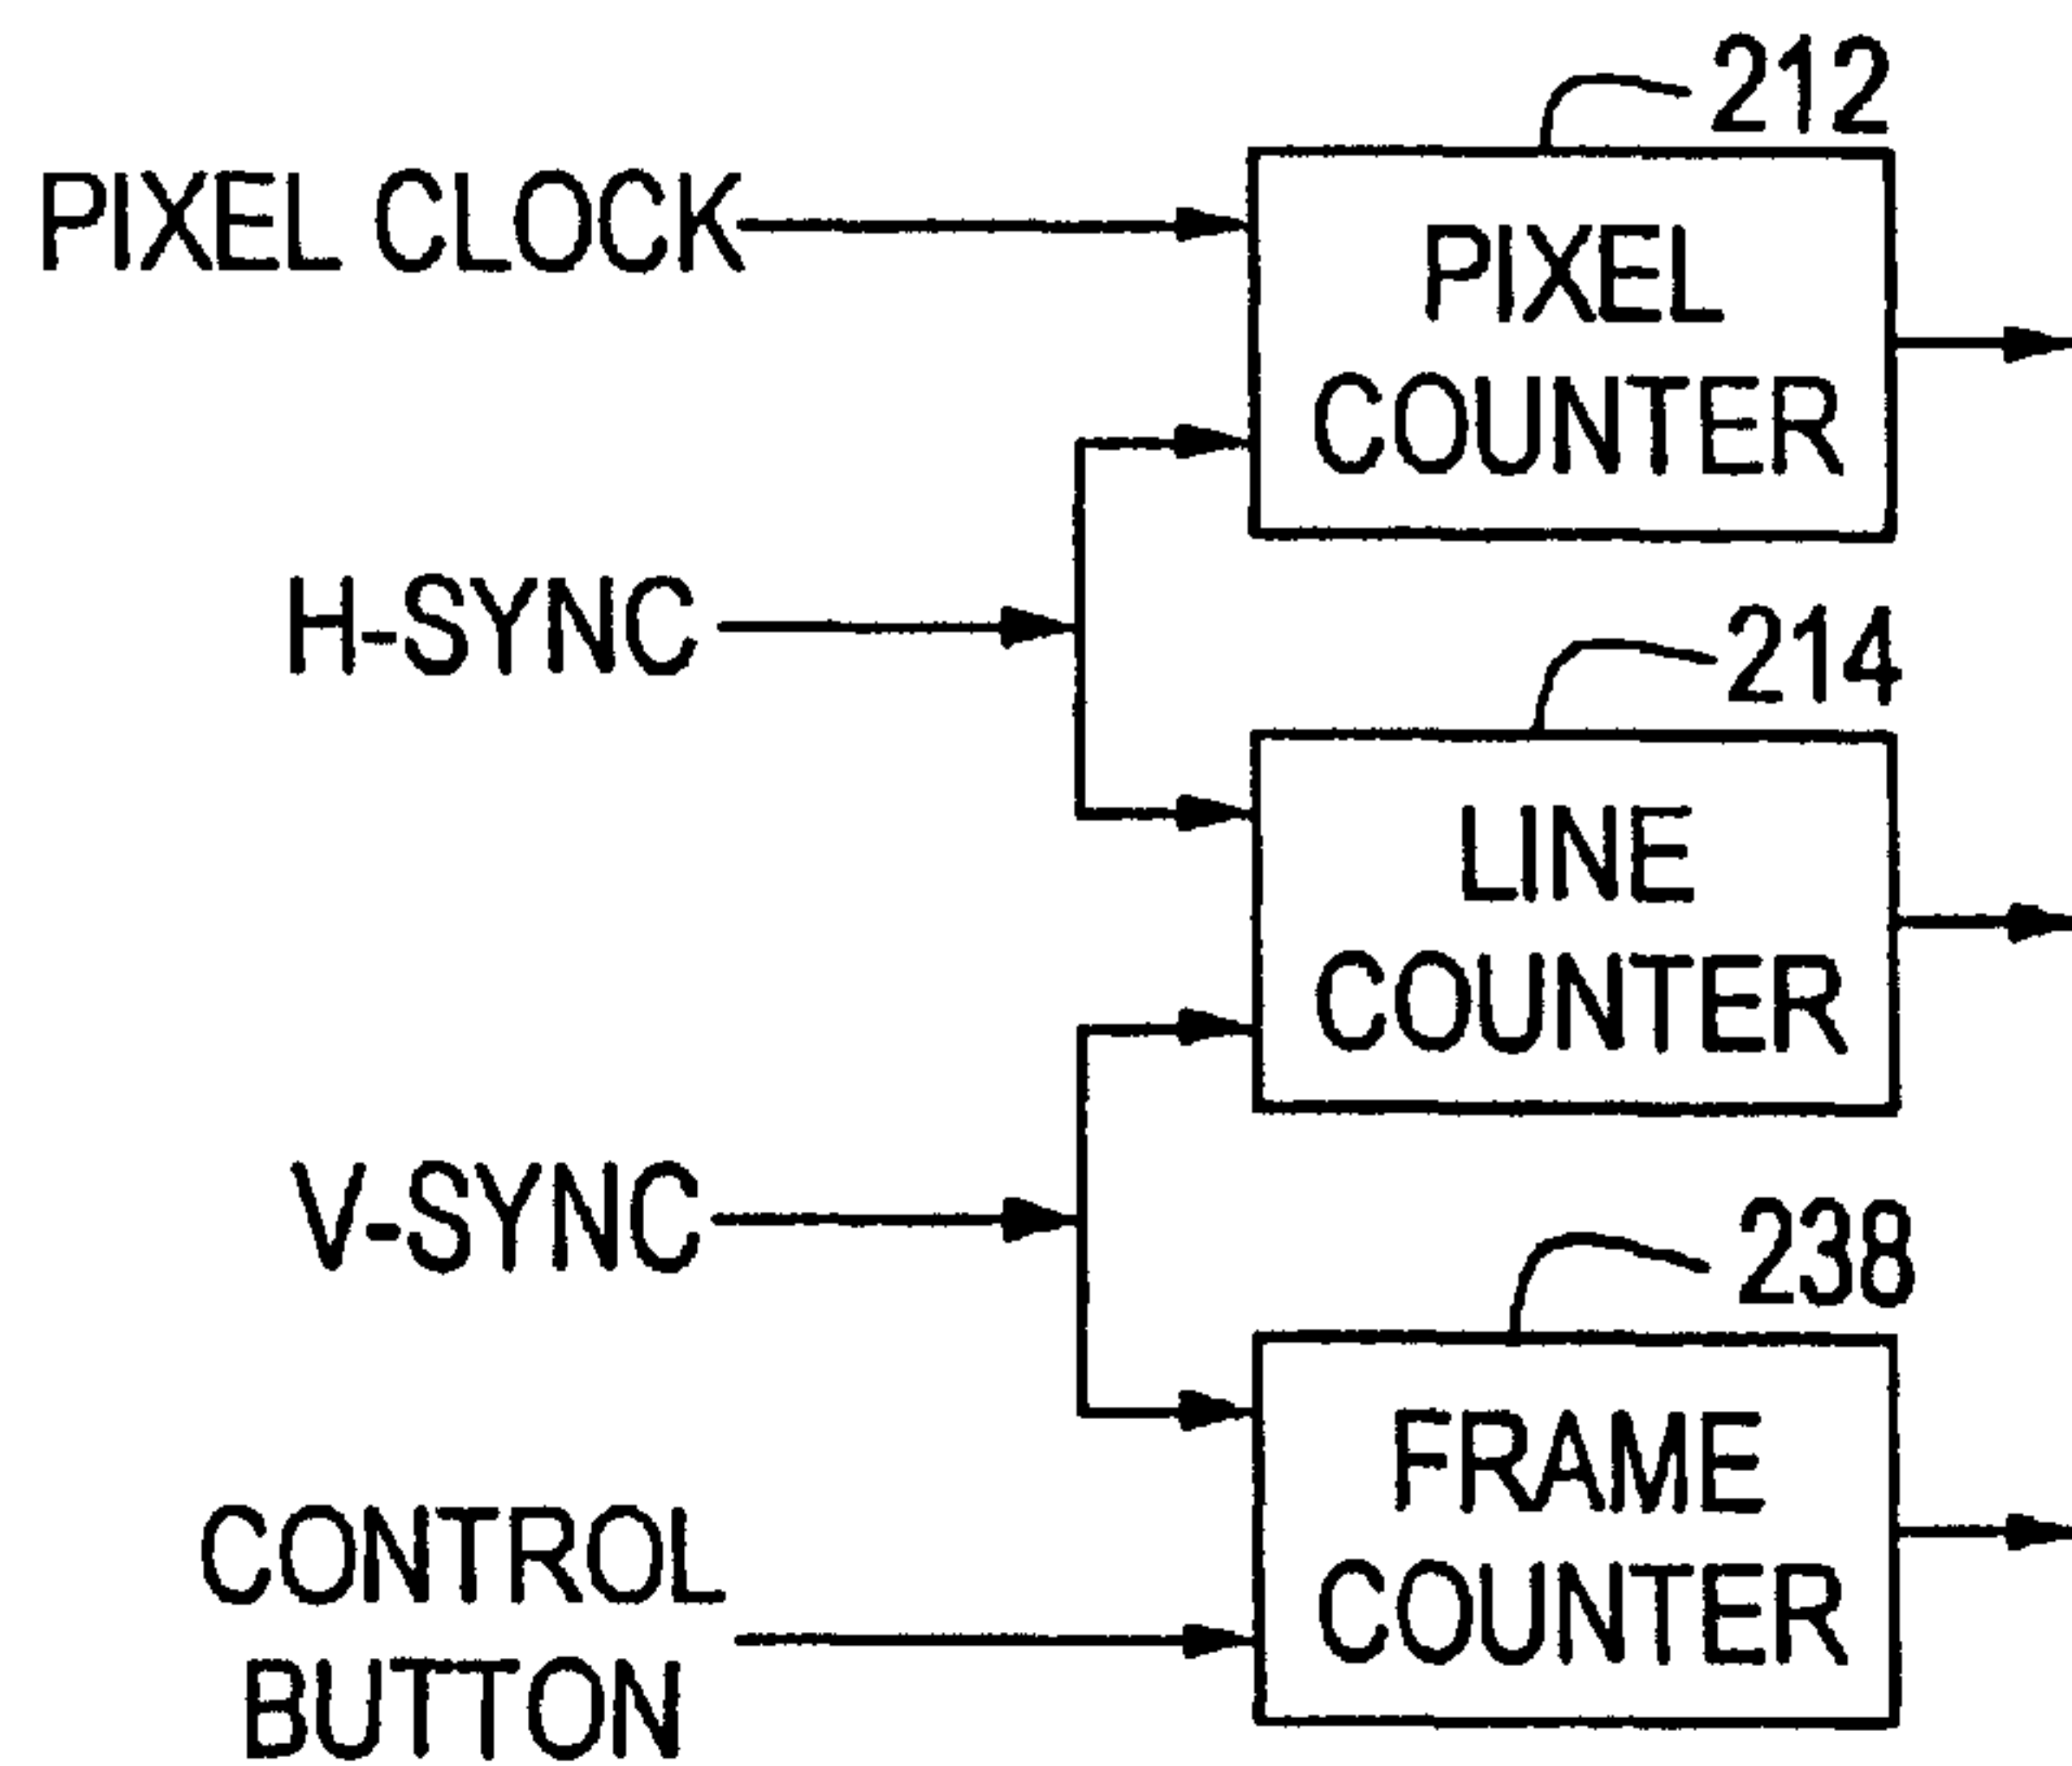 212
PIXEL CLOCK
PIXEL
COUNTER
H-SYNC
214
LINE
COUNTER
V-SYNC
238
FRAME
COUNTER
CONTROL
BUTTON